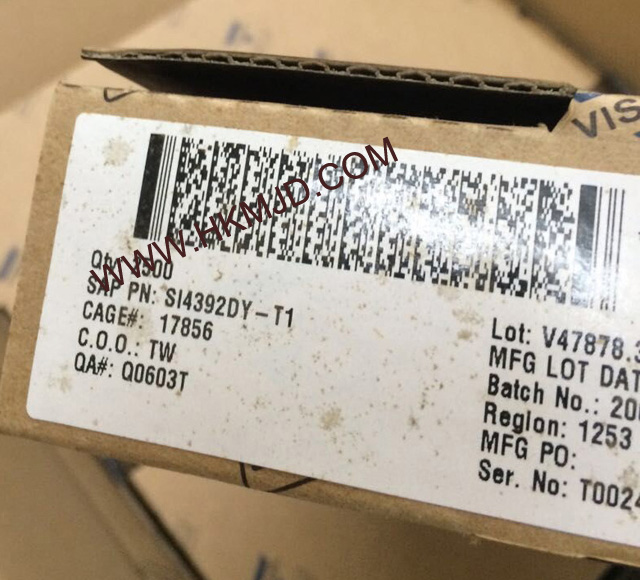 VIS
WWW.HKMJD.COM
SAP PN: SI4392DY-T1
CAGE#: 17856
C.O.O.: TW
QA#: Q0603T
Lot: V47878.3
MFG LOT DAT
Batch No.: 20
Region: 1253
MFG PO:
Ser. No: T0024